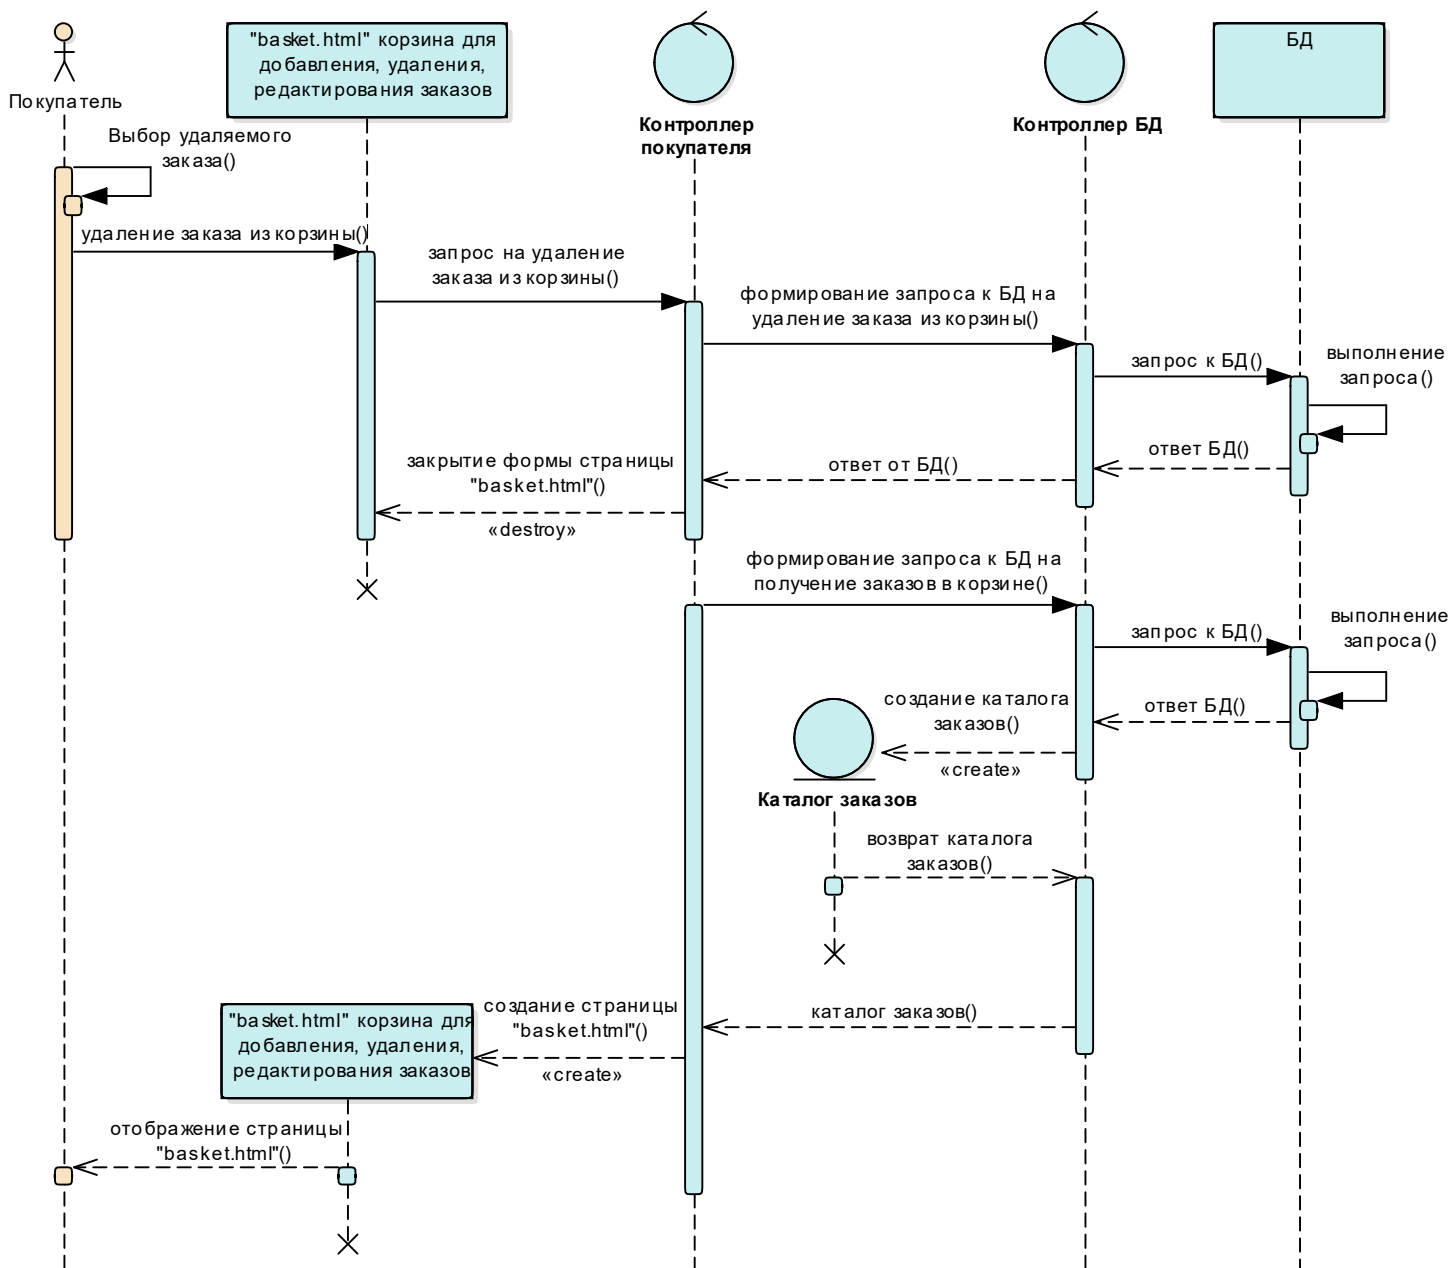 "basket.html" корзина для
добавления, удаления,
редактирования заказов
БД
Покупатель
Контроллер
покупателя
Контроллер БД
Выбор удаляемого
заказа()
удаление заказа из корзины()
запрос на удаление
заказа из корзины()
формирование запроса к БД на
удаление заказа из корзины()
запрос к БД()
выполнение
запроса()
ответ БД()
ответ от БД()
закрытие формы страницы
"basket.html"()
«destroy»
формирование запроса к БД на
получение заказов в корзине()
запрос к БД()
выполнение
запроса()
ответ БД()
создание каталога
заказов()
«create»
Каталог заказов
возврат каталога
заказов()
каталог заказов()
создание страницы
"basket.html"()
«create»
"basket.html" корзина для
добавления, удаления,
редактирования заказов
отображение страницы
"basket.html"()